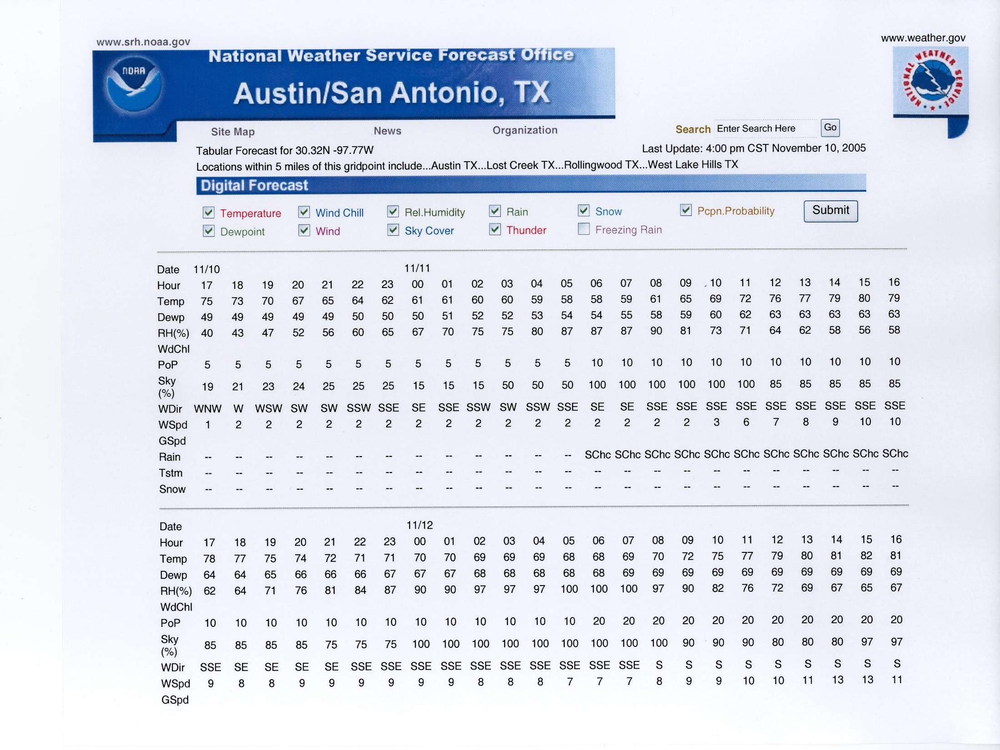 www.srh.noaa.gov
www.weather.gov
NOAA
National Weather Service Forecast Office
Austin/San Antonio, TX
NATIONAL WEATHER SERVICE
Site Map News Organization Search Enter Search Here Go
Tabular Forecast for 30.32N -97.77W Last Update: 4:00 pm CST November 10, 2005
Locations within 5 miles of this gridpoint include...Austin TX...Lost Creek TX...Rollingwood TX...West Lake Hills TX
Digital Forecast
Temperature Wind Chill Rel.Humidity Rain Snow Pcpn.Probability Submit
Dewpoint Wind Sky Cover Thunder Freezing Rain
Date 11/10 11/11
Hour 17 18 19 20 21 22 23 00 01 02 03 04 05 06 07 08 09 10 11 12 13 14 15 16
Temp 75 73 70 67 65 64 62 61 61 60 60 59 58 58 59 61 65 69 72 76 77 79 80 79
Dewp 49 49 49 49 49 50 50 50 51 52 52 53 54 54 55 58 59 60 62 63 63 63 63 63
RH(%) 40 43 47 52 56 60 65 67 70 75 75 80 87 87 87 90 81 73 71 64 62 58 56 58
WdChl
PoP 5 5 5 5 5 5 5 5 5 5 5 5 5 10 10 10 10 10 10 10 10 10 10 10
Sky (%) 19 21 23 24 25 25 25 15 15 15 50 50 50 100 100 100 100 100 100 85 85 85 85 85
WDir WNW W WSW SW SW SSW SSE SE SSE SSW SW SSW SSE SE SE SSE SSE SSE SSE SSE SSE SSE SSE SSE
WSpd 1 2 2 2 2 2 2 2 2 2 2 2 2 2 2 2 2 3 6 7 8 9 10 10
GSpd
Rain -- -- -- -- -- -- -- -- -- -- -- -- -- SChc SChc SChc SChc SChc SChc SChc SChc SChc SChc SChc
Tstm -- -- -- -- -- -- -- -- -- -- -- -- -- -- -- -- -- -- -- -- -- -- -- --
Snow -- -- -- -- -- -- -- -- -- -- -- -- -- -- -- -- -- -- -- -- -- -- -- --
Date 11/12
Hour 17 18 19 20 21 22 23 00 01 02 03 04 05 06 07 08 09 10 11 12 13 14 15 16
Temp 78 77 75 74 72 71 71 70 70 69 69 69 68 68 69 70 72 75 77 79 80 81 82 81
Dewp 64 64 65 66 66 66 67 67 67 68 68 68 68 68 69 69 69 69 69 69 69 69 69 69
RH(%) 62 64 71 76 81 84 87 90 90 97 97 97 100 100 100 97 90 82 76 72 69 67 65 67
WdChl
PoP 10 10 10 10 10 10 10 10 10 10 10 10 10 20 20 20 20 20 20 20 20 20 20 20
Sky (%) 85 85 85 85 75 75 75 100 100 100 100 100 100 100 100 100 90 90 90 80 80 80 97 97
WDir SSE SE SE SE SE SSE SSE SSE SSE SSE SSE SSE SSE SSE SSE S S S S S S S S S
WSpd 9 8 8 9 9 9 9 9 9 8 8 8 7 7 7 8 9 9 10 10 11 13 13 11
GSpd